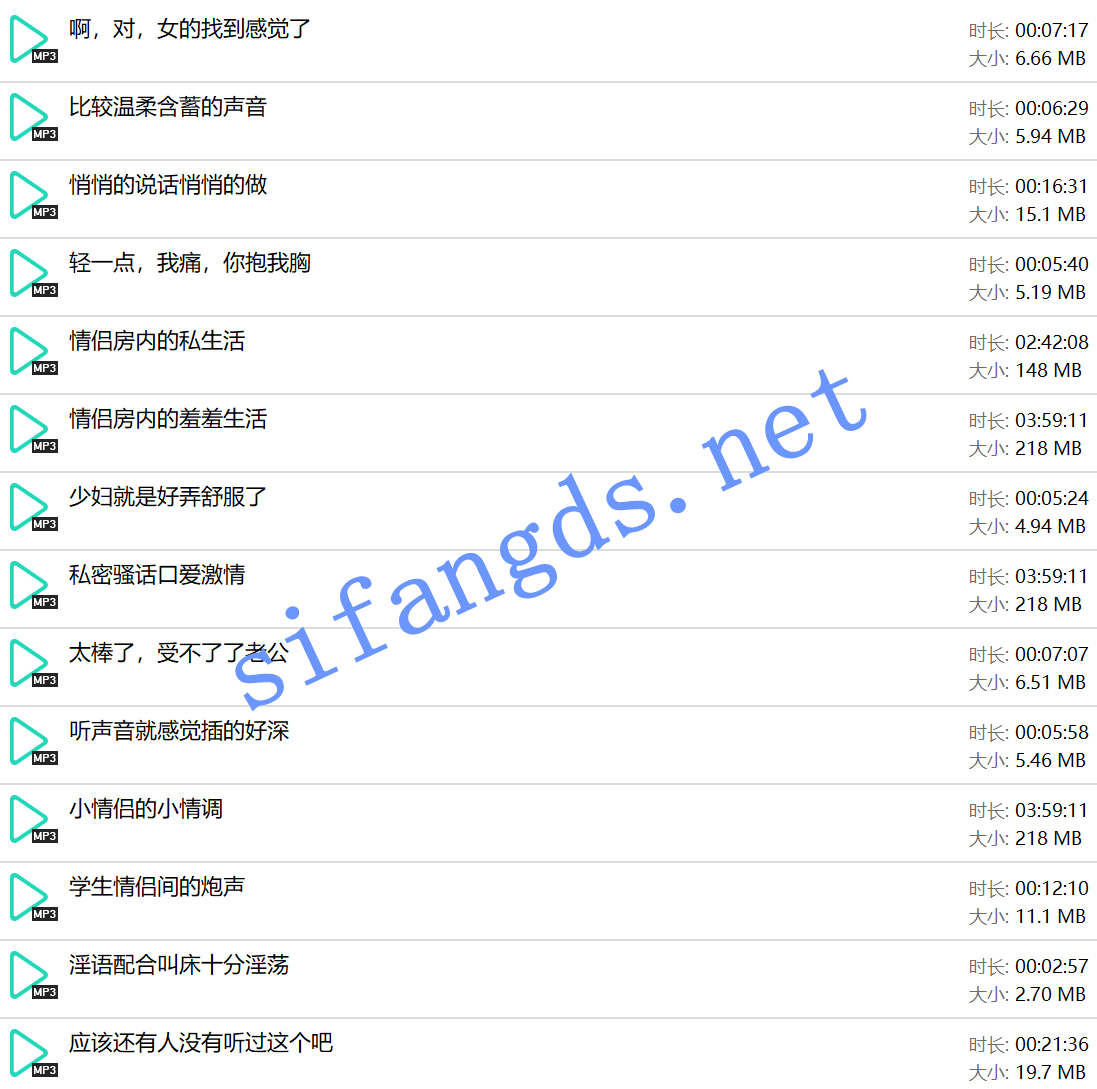 啊，对，女的找到感觉了
时长: 00:07:17
MP3
大小: 6.66 MB
比较温柔含蓄的声音
时长: 00:06:29
MP3
大小: 5.94 MB
悄悄的说话悄悄的做
时长: 00:16:31
MP3
大小: 15.1 MB
轻一点，我痛，你抱我胸
时长: 00:05:40
MP3
大小: 5.19 MB
情侣房内的私生活
时长: 02:42:08
MP3
大小: 148 MB
情侣房内的羞羞生活
时长: 03:59:11
MP3
大小: 218 MB
少妇就是好弄舒服了
时长: 00:05:24
MP3
大小: 4.94 MB
私密骚话口爱激情
时长: 03:59:11
MP3
大小: 218 MB
太棒了，受不了了老公
时长: 00:07:07
MP3
大小: 6.51 MB
听声音就感觉插的好深
时长: 00:05:58
MP3
大小: 5.46 MB
小情侣的小情调
时长: 03:59:11
MP3
大小: 218 MB
学生情侣间的炮声
时长: 00:12:10
MP3
大小: 11.1 MB
淫语配合叫床十分淫荡
时长: 00:02:57
MP3
大小: 2.70 MB
应该还有人没有听过这个吧
时长: 00:21:36
MP3
大小: 19.7 MB
sifangds.net